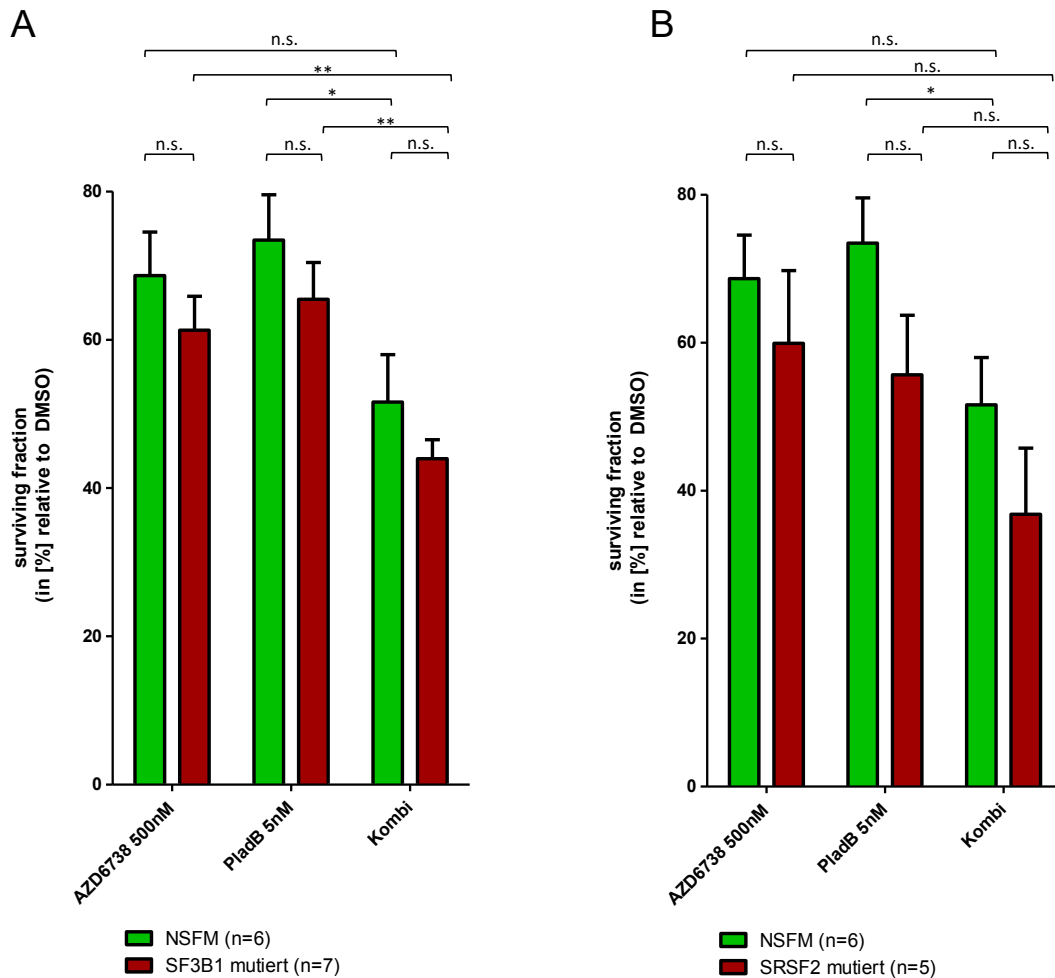 A
n.s.
**
*
**
n.s.
n.s.
n.s.
80
60
40
20
0
surviving fraction
(in [%] relative to DMSO)
AZD6738 500nM
PladB 5nM
Kombi
NSFM (n=6)
SF3B1 mutiert (n=7)
B
n.s.
n.s.
*
n.s.
n.s.
n.s.
n.s.
80
60
40
20
0
surviving fraction
(in [%] relative to DMSO)
AZD6738 500nM
PladB 5nM
Kombi
NSFM (n=6)
SRSF2 mutiert (n=5)